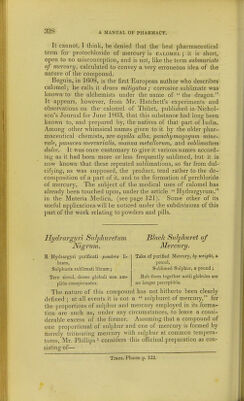 328
A MANUAL OF PHARMACY.
It cannot, I think, be denied that the best pharmaceutical
term for protochloride of mercury is CALOMEL; it is short,
open to no misconception, and is not, like the term submuriate
of mercury, calculated to convey a very erroneous idea of the
nature of the compound.
Beguin, in 1608, is the first European author who describes
calomel; he calls it draco mitigatus; corrosive sublimate was
known to the alchemists under the name of “ the dragon.”
It appears, however, from Mr. Hatchett's experiments and
observations on the calomel of Thibet, published in Nichol-
son's Journal for June 1803, that this substance had long been
known to, and prepared by, the natives of that part of India.
Among other whimsical names given to it by the older phar-
maceutical chemists, are aquila alba, panchymagogum mine-
rale, panacea mercurialis, manna metallorum, and sublimatum
dulce. It was once customary to give it various names accord-
ing as it had been more or less frequently sublimed, but it is
now known that these repeated sublimations, so far from dul-
cifying, as was supposed, the product, tend rather to the de-
composition of a part of it, and to the formation of perchloride
of mercury. The subject of the medical uses of calomel has
already been touched upon, under the article “ Hydrargyrum,”
in the Materia Medica, (see page 121). Some other of its
useful applications will be noticed under the subdivisions of this
part of the work relating to powders and pills.
Hydrargyri Sulphuretum
Nigrum.
R Hydrargyri purificati pondere li-
bram,
Sulphuris sublimati libram;
Tere simul, donec globuli non am-
plius conspiciantur.
Black Sulphuret of
Mercury.
Take of purified Mercury, by weight, a
pound,
Sublimed Sulphur, a pound;
Rub them together until globules are
no longer perceptible.
The nature of this compound has not hitherto been clearly
defined; at all events it is not a “ sulphuret of mercury,” for
the proportions of sulphur and mercury employed in its forma-
tion are such as, under any circumstances, to leave a consi-
derable excess of the former. Assuming that a compound of
one proportional of sulphur and one of mercury is formed by
merely triturating mercury with sulphur at common tempera-
tures, Mr. Phillips¹ considers this officinal preparation as con-
sisting of—
Trans. Pharm p. 122.